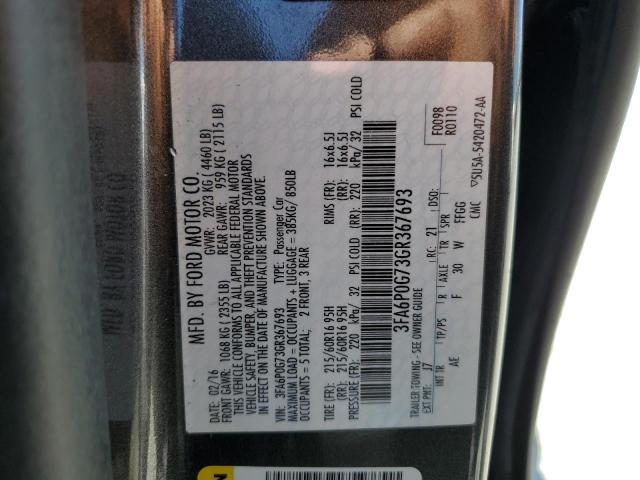 MFD. BY FORD MOTOR CO.
02/16 GVWR: 2023 KG ( 4460 LB)
FRONT GAWR: 1068 KG ( 2355 LB) REAR GAWR: 959 KG ( 2115 LB)
THIS VEHICLE CONFORMS TO ALL APPLICABLE FEDERAL MOTOR
VEHICLE SAFETY, BUMPER, AND THEFT PREVENTION STANDARDS
IN EFFECT ON THE DATE OF MANUFACTURE SHOWN ABOVE.
VIN: 3FA6P0G73GR367693 TYPE: Passenger Car
MAXIMUM LOAD = OCCUPANTS + LUGGAGE = 385KG/ 850LB
OCCUPANTS = 5 TOTAL; 2 FRONT, 3 REAR
TIRE (FR): 215/60R16 95H RIMS (FR): 16x6.5J
(RR): 215/60R16 95H (RR): 16x6.5J
PRESSURE (FR): 220 kPa/ 32 PSI COLD (RR): 220 kPa/ 32 PSI COLD
3FA6P0G73GR367693
F0098
R0110
TRAILER TOWING - SEE OWNER GUIDE
EXT PNT: J7 RC: 21 DSO:
INT TR TP/PS R AXLE TR SPR
AE F 30 W FFGG
CMC 5U5A-5420472-AA